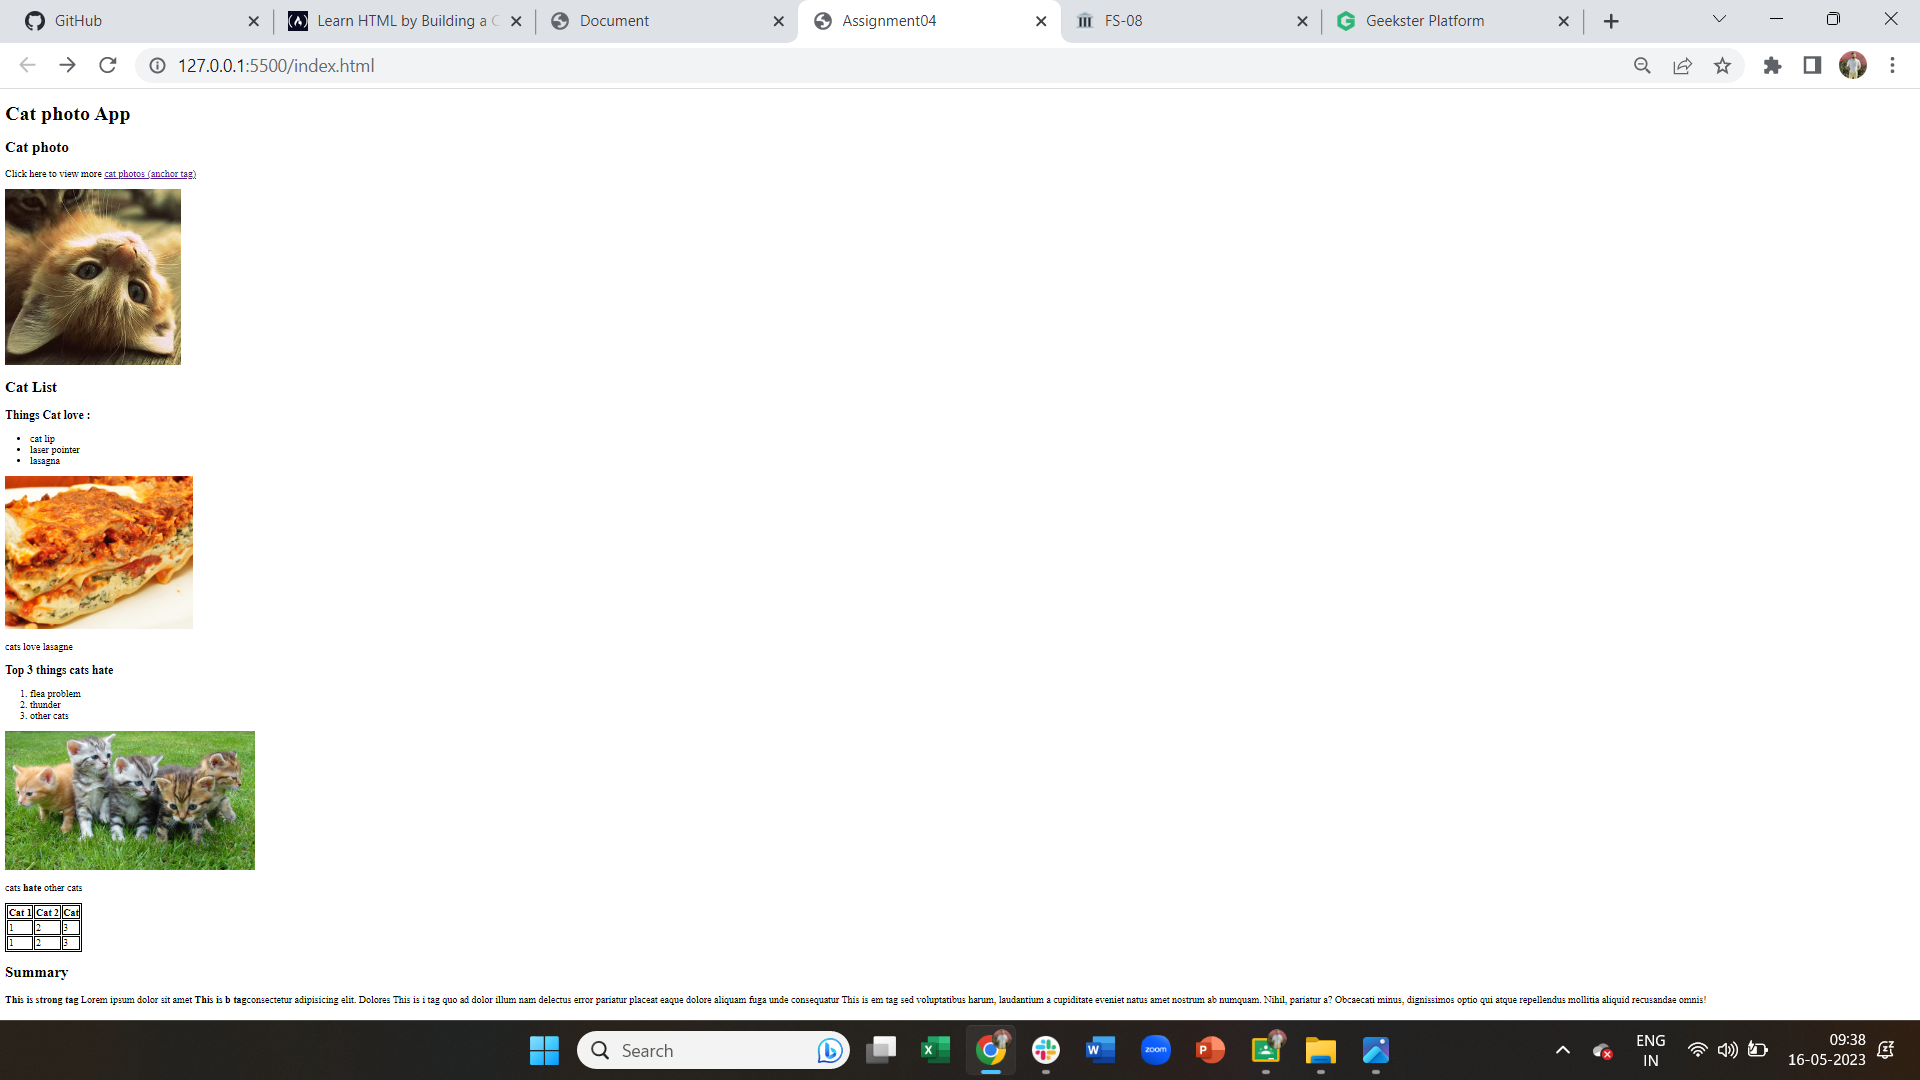 GitHub
Learn HTML by Building a C
Document
Assignment04
FS-08
Geekster Platform
127.0.0.1:5500/index.html
Cat photo App
Cat photo
Click here to view more cat photos (anchor tag)
Cat List
Things Cat love :
cat lip
laser pointer
lasagna
cats love lasagne
Top 3 things cats hate
1. flea problem
2. thunder
3. other cats
cats hate other cats
Cat 1 Cat 2 Cat
1 2 3
1 2 3
Summary
This is strong tag Lorem ipsum dolor sit amet This is b tagconsectetur adipisicing elit. Dolores This is i tag quo ad dolor illum nam delectus error pariatur placeat eaque dolore aliquam fuga unde consequatur This is em tag sed voluptatibus harum, laudantium a cupiditate eveniet natus amet nostrum ab numquam. Nihil, pariatur a? Obcaecati minus, dignissimos optio qui atque repellendus mollitia aliquid recusandae omnis!
Search
zoom
ENG
IN
09:38
16-05-2023